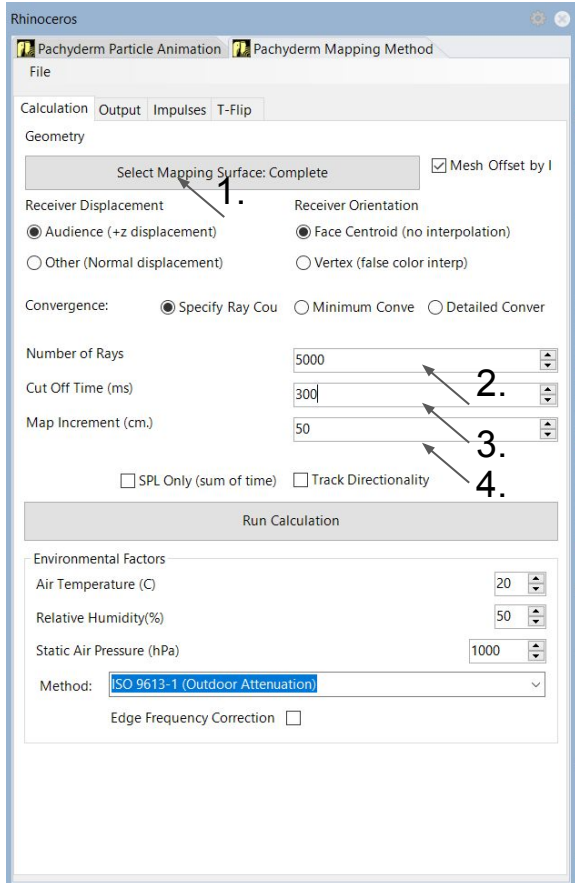 Rhinoceros
Pachyderm Particle Animation Pachyderm Mapping Method
File
Calculation Output Impulses T-Flip
Geometry
Select Mapping Surface: Complete Mesh Offset by I
1.
Receiver Displacement Receiver Orientation
Audience (+z displacement) Face Centroid (no interpolation)
Other (Normal displacement) Vertex (false color interp)
Convergence: Specify Ray Cou Minimum Conve Detailed Conver
Number of Rays 5000
2.
Cut Off Time (ms) 300
3.
Map Increment (cm.) 50
4.
SPL Only (sum of time) Track Directionality
Run Calculation
Environmental Factors
Air Temperature (C) 20
Relative Humidity(%) 50
Static Air Pressure (hPa) 1000
Method: ISO 9613-1 (Outdoor Attenuation)
Edge Frequency Correction